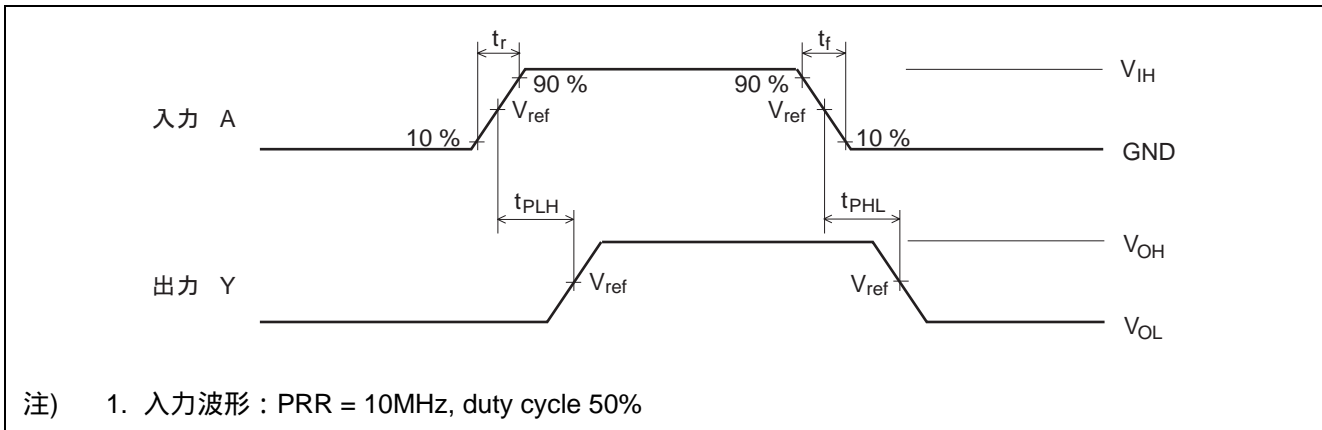 tr
tf
VIH
90 %
90 %
入力 A
Vref
Vref
10 %
10 %
GND
tPLH
tPHL
VOH
出力 Y
Vref
Vref
VOL
注) 1. 入力波形：PRR = 10MHz, duty cycle 50%